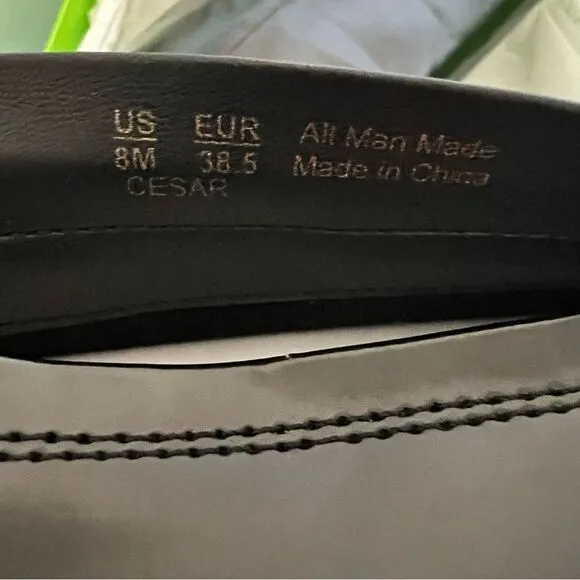 US EUR All Man Made
8M 38.5 Made in China
CESAR